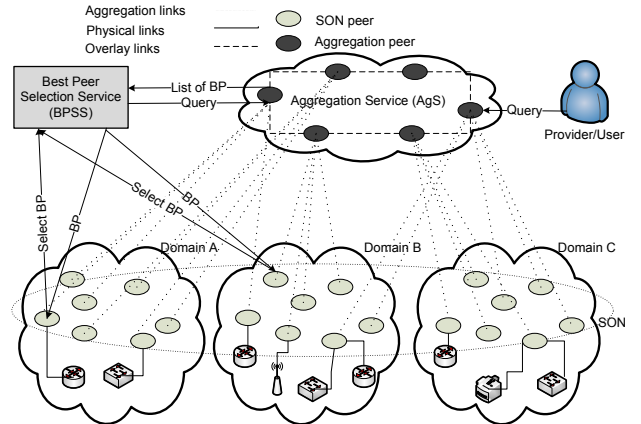 Aggregation links
Physical links
Overlay links
SON peer
Aggregation peer
Best Peer
Selection Service
(BPSS)
List of BP
Query
Aggregation Service (AgS)
Query
Provider/User
Select BP
BP
Select BP
BP
Domain A
Domain B
Domain C
SON